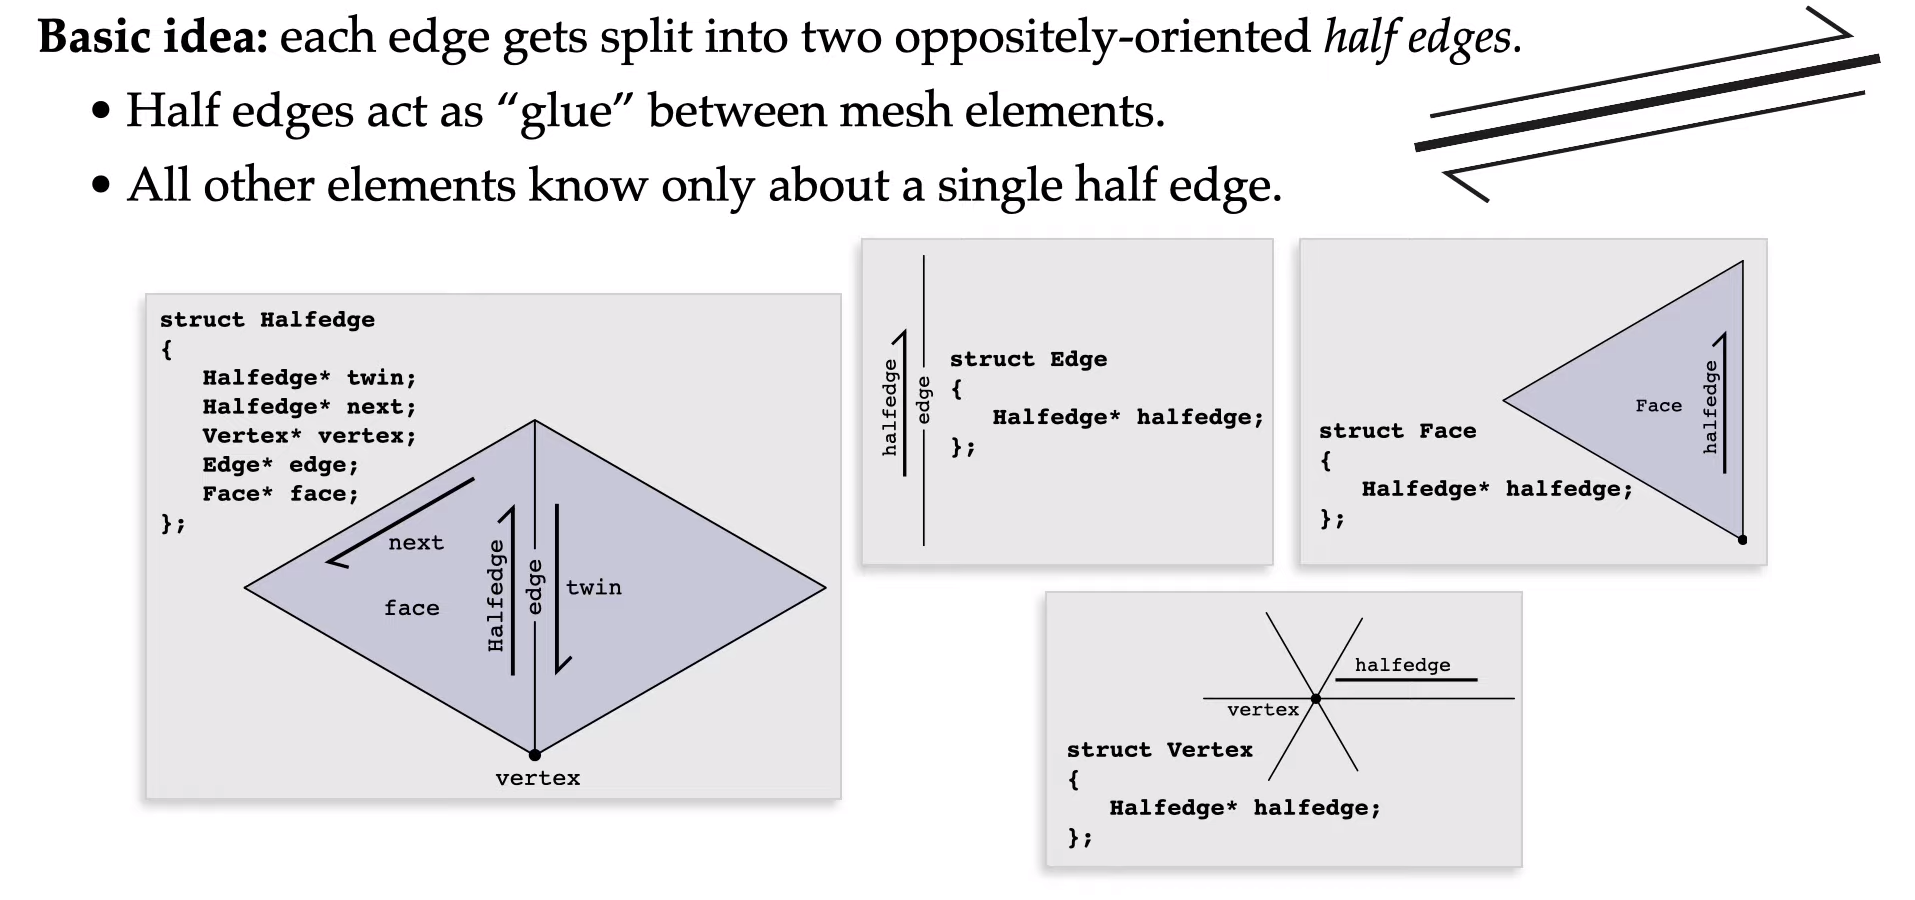 Basic idea: each edge gets split into two oppositely-oriented half edges.
• Half edges act as “glue” between mesh elements.
• All other elements know only about a single half edge.
struct Halfedge
{
Halfedge* twin;
Halfedge* next;
Vertex* vertex;
Edge* edge;
Face* face;
};
next
face
Halfedge
edge
twin
vertex
halfedge
edge
struct Edge
{
Halfedge* halfedge;
};
Face
halfedge
struct Face
{
Halfedge* halfedge;
};
halfedge
vertex
struct Vertex
{
Halfedge* halfedge;
};